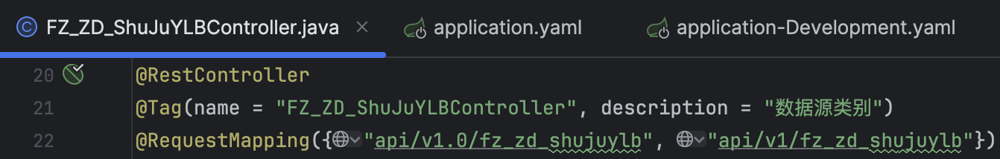 FZ_ZD_ShuJuYLBController.java application.yaml application-Development.yaml
20 @RestController
21 @Tag(name = "FZ_ZD_ShuJuYLBController", description = "数据源类别")
22 @RequestMapping({"api/v1.0/fz_zd_shujuylb", "api/v1/fz_zd_shujuylb"})